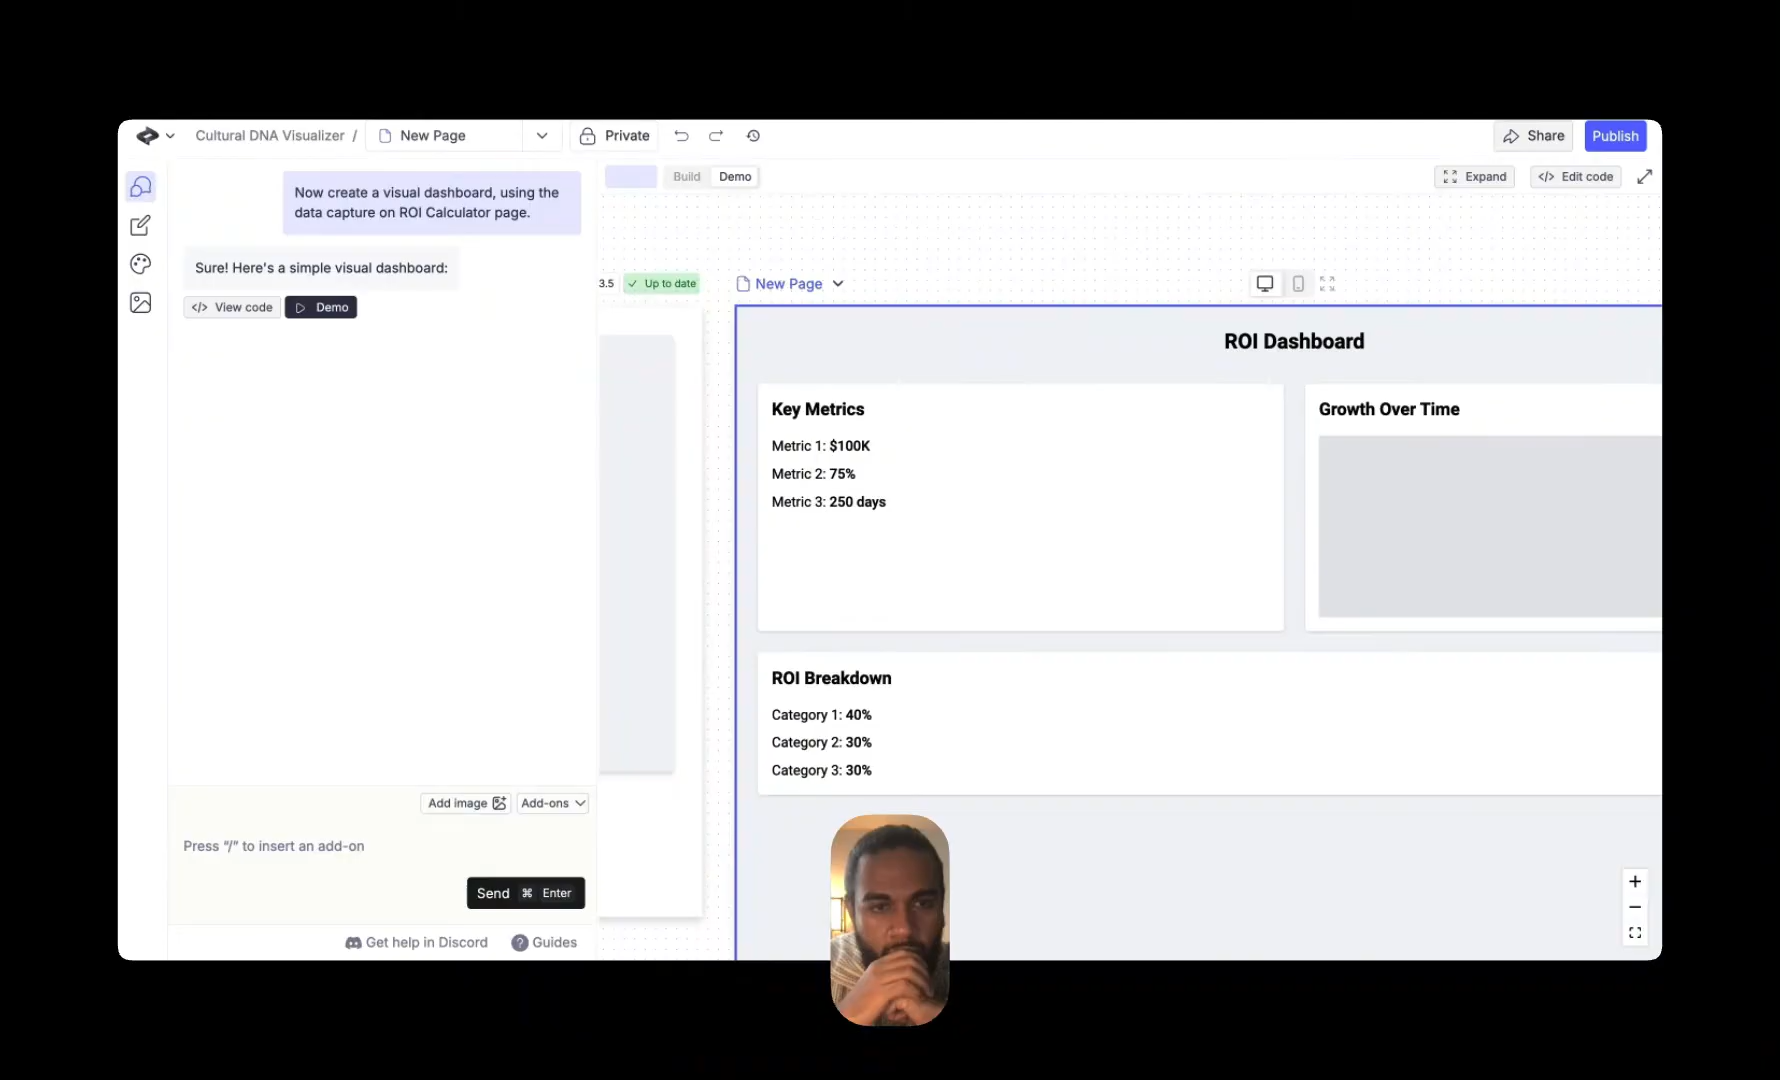 Cultural DNA Visualizer /
New Page
Private
Share
Publish
Now create a visual dashboard, using the
data capture on ROI Calculator page.
Sure! Here's a simple visual dashboard:
</> View code
Demo
Add image
Add-ons
Press "/" to insert an add-on
Send ⌘ Enter
Get help in Discord
? Guides
Build
Demo
Expand
</> Edit code
3.5
Up to date
New Page
ROI Dashboard
Key Metrics
Metric 1: $100K
Metric 2: 75%
Metric 3: 250 days
Growth Over Time
ROI Breakdown
Category 1: 40%
Category 2: 30%
Category 3: 30%